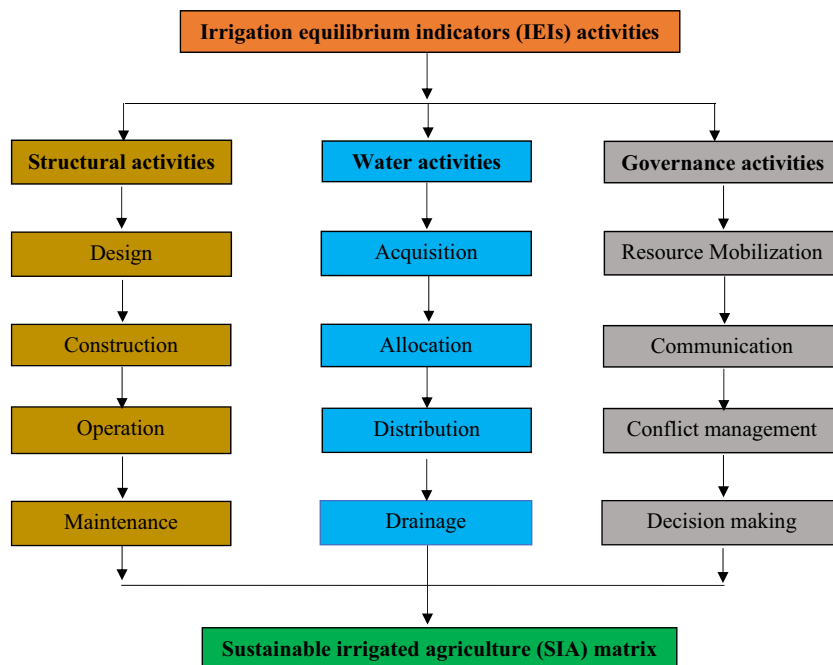 Irrigation equilibrium indicators (IEIs) activities
Structural activities
Water activities
Governance activities
Design
Acquisition
Resource Mobilization
Construction
Allocation
Communication
Operation
Distribution
Conflict management
Maintenance
Drainage
Decision making
Sustainable irrigated agriculture (SIA) matrix